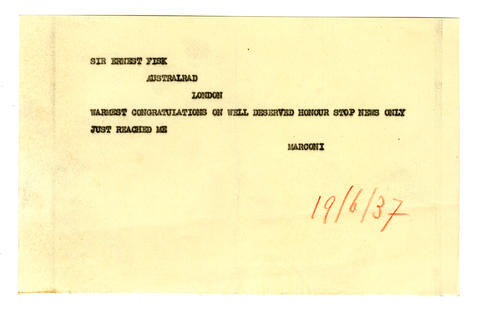 SIR ERNEST FISK
AUSTRALRAD
LONDON
WARMEST CONGRATULATIONS ON WELL DESERVED HONOUR STOP NEWS ONLY
JUST REACHED ME
MARCONI
19/6/37